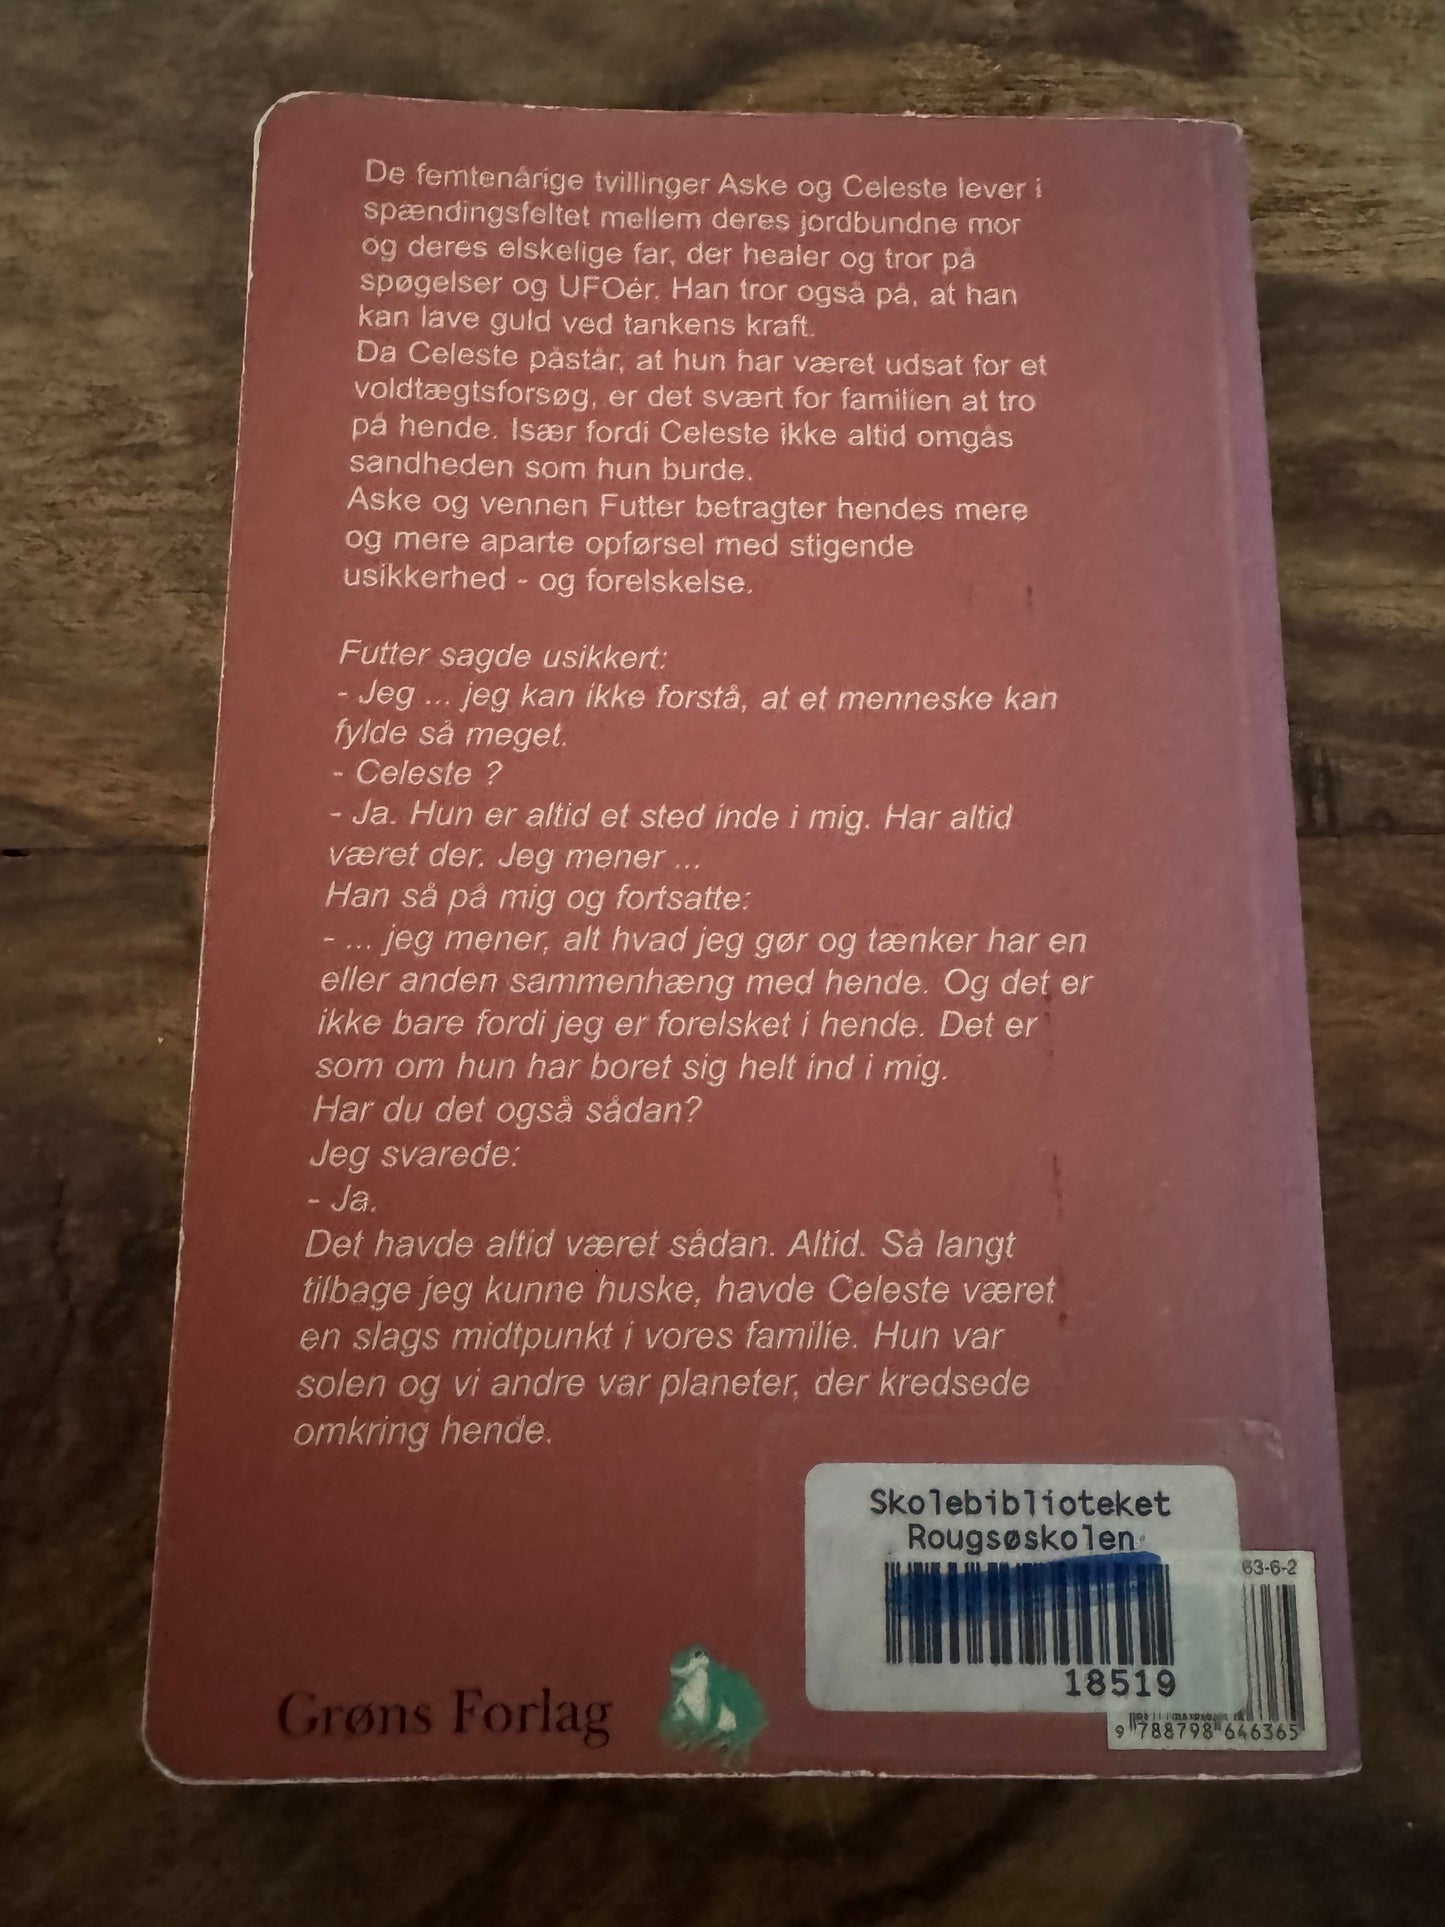 De femtenårige tvillinger Aske og Celeste lever i
spændingsfeltet mellem deres jordbundne mor
og deres elskelige far, der healer og tror på
spøgelser og UFOér. Han tror også på, at han
kan lave guld ved tankens kraft.
Da Celeste påstår, at hun har været udsat for et
voldtægtsforsøg, er det svært for familien at tro
på hende. Især fordi Celeste ikke altid omgås
sandheden som hun burde.
Aske og vennen Futter betragter hendes mere
og mere aparte opførsel med stigende
usikkerhed - og forelskelse.
Futter sagde usikkert:
- Jeg ... jeg kan ikke forstå, at et menneske kan
fylde så meget.
- Celeste ?
- Ja. Hun er altid et sted inde i mig. Har altid
været der. Jeg mener ...
Han så på mig og fortsatte:
- ... jeg mener, alt hvad jeg gør og tænker har en
eller anden sammenhæng med hende. Og det er
ikke bare fordi jeg er forelsket i hende. Det er
som om hun har boret sig helt ind i mig.
Har du det også sådan?
Jeg svarede:
- Ja.
Det havde altid været sådan. Altid. Så langt
tilbage jeg kunne huske, havde Celeste været
en slags midtpunkt i vores familie. Hun var
solen og vi andre var planeter, der kredsede
omkring hende.
Skolebiblioteket
Rougsøskolen
63-6-2
18519
Grøns Forlag
9 788798 646365